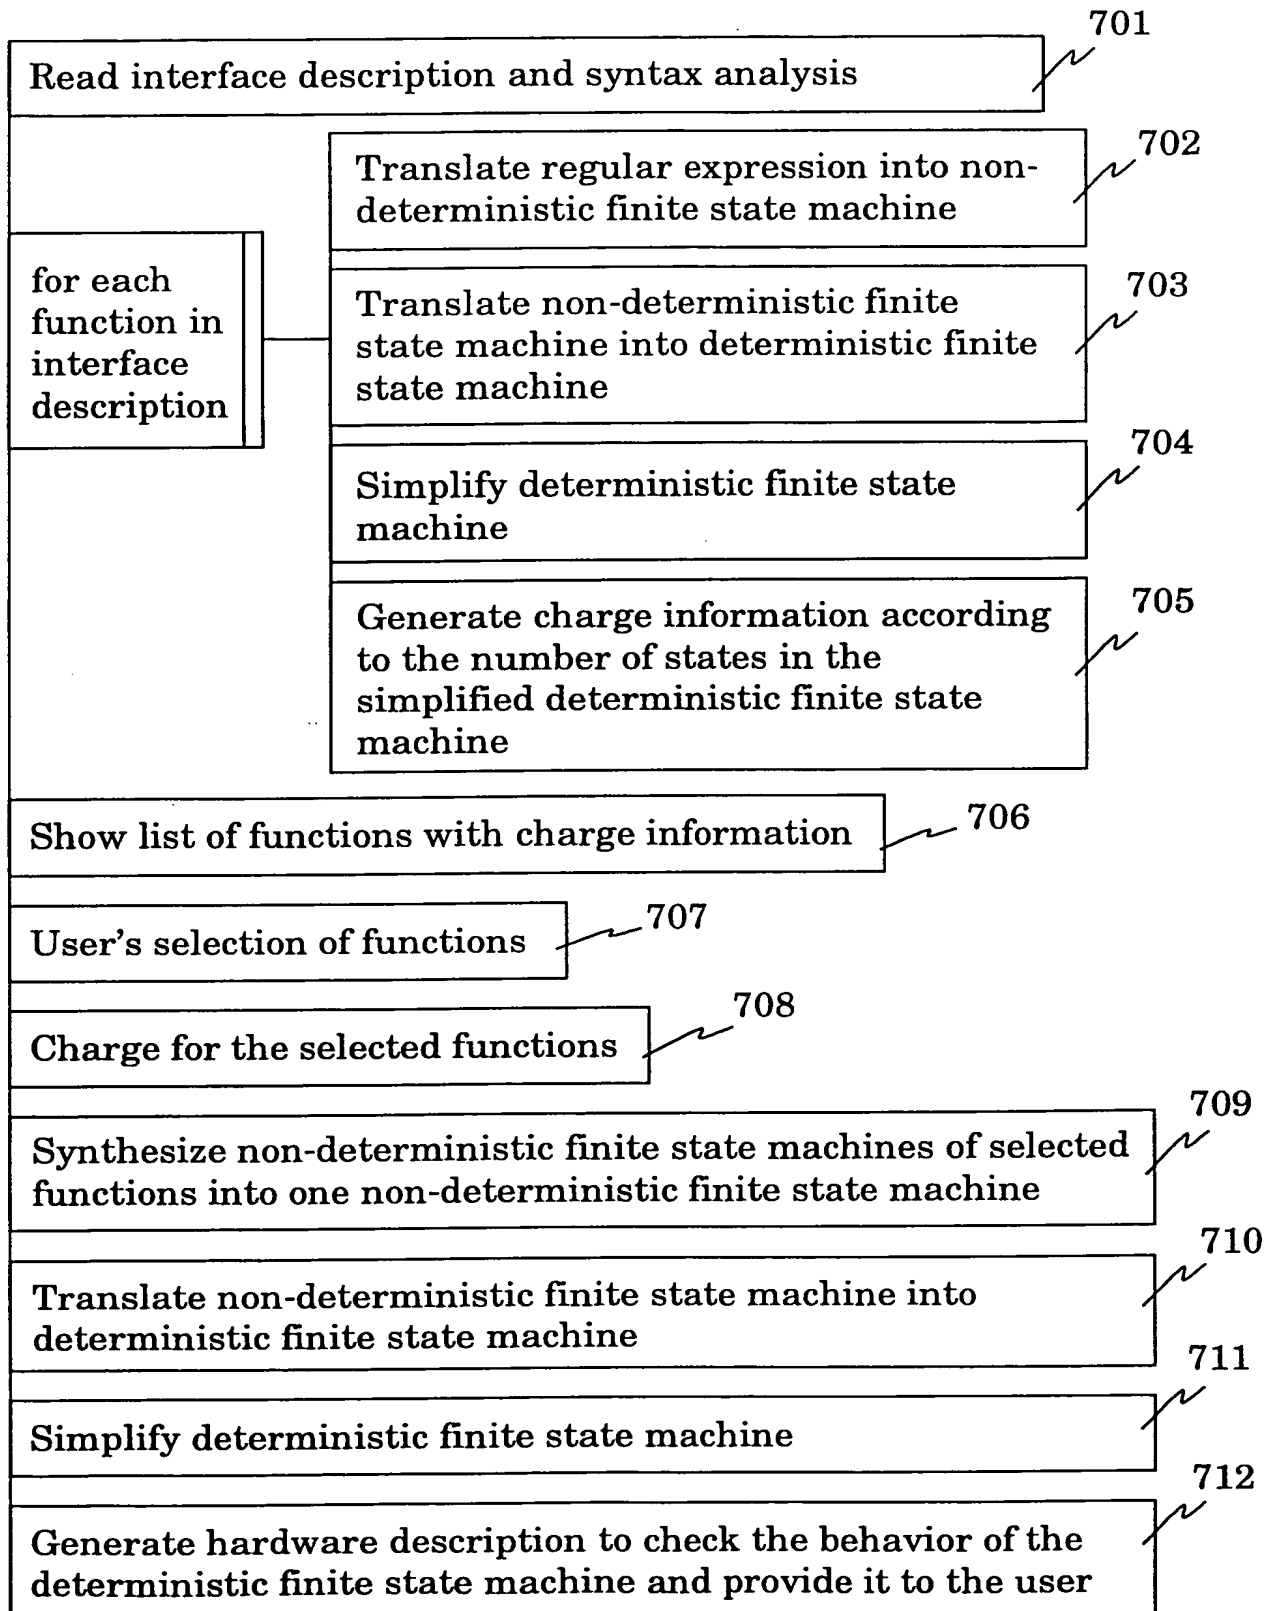 701
Read interface description and syntax analysis
702
Translate regular expression into non-
deterministic finite state machine
for each
function in
interface
description
703
Translate non-deterministic finite
state machine into deterministic finite
state machine
704
Simplify deterministic finite state
machine
705
Generate charge information according
to the number of states in the
simplified deterministic finite state
machine
706
Show list of functions with charge information
707
User's selection of functions
708
Charge for the selected functions
709
Synthesize non-deterministic finite state machines of selected
functions into one non-deterministic finite state machine
710
Translate non-deterministic finite state machine into
deterministic finite state machine
711
Simplify deterministic finite state machine
712
Generate hardware description to check the behavior of the
deterministic finite state machine and provide it to the user